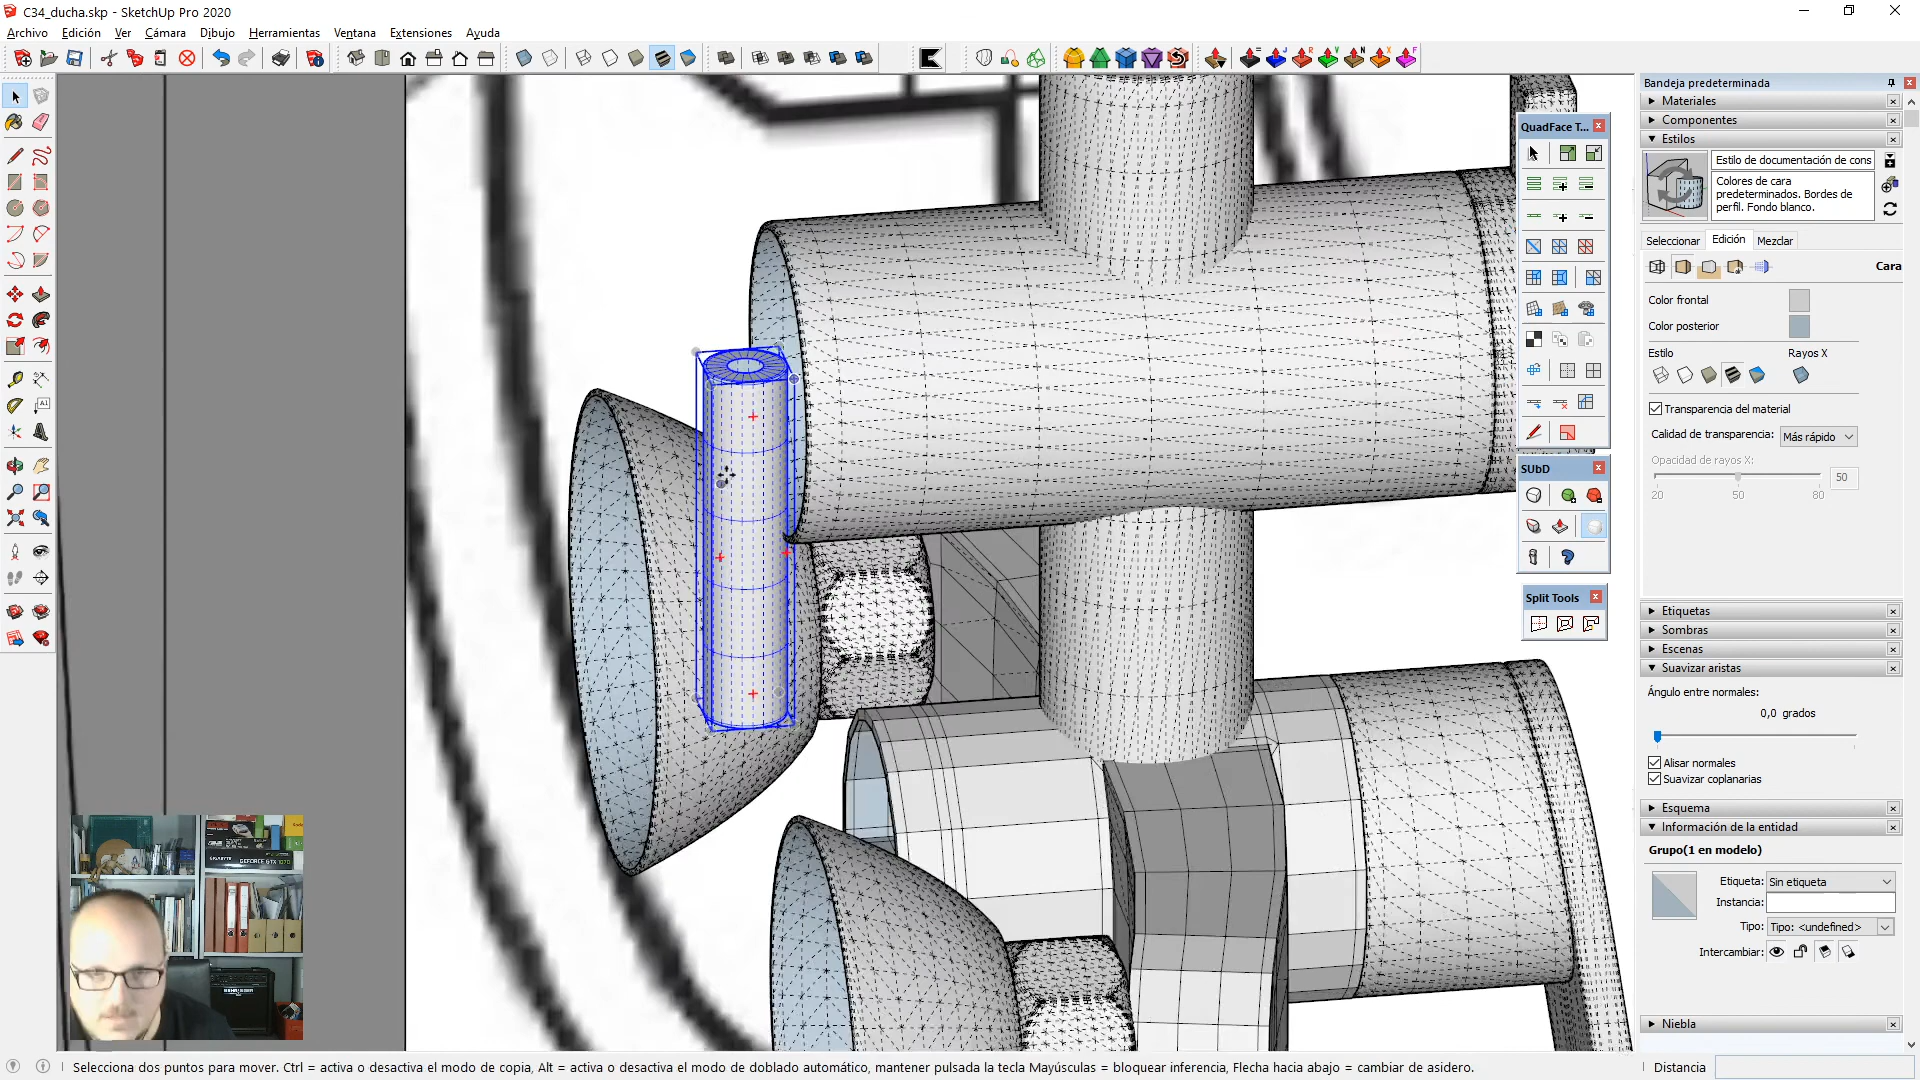 C34_ducha.skp - SketchUp Pro 2020
Archivo Edición Ver Cámara Dibujo Herramientas Ventana Extensiones Ayuda
Bandeja predeterminada
Materiales
Componentes
Estilos
Estilo de documentación de cons
Colores de cara
predeterminados. Bordes de
perfil. Fondo blanco.
Seleccionar Edición Mezclar
Cara
Color frontal
Color posterior
Estilo Rayos X
Transparencia del material
Calidad de transparencia: Más rápido
Opacidad de rayos X: 50
20 50 80
Etiquetas
Sombras
Escenas
Suavizar aristas
Ángulo entre normales:
0,0 grados
Alisar normales
Suavizar coplanarias
Esquema
Información de la entidad
Grupo(1 en modelo)
Etiqueta: Sin etiqueta
Instancia:
Tipo: Tipo: <undefined>
Intercambiar:
Niebla
QuadFace T...
SUbD
Split Tools
Selecciona dos puntos para mover. Ctrl = activa o desactiva el modo de copia, Alt = activa o desactiva el modo de doblado automático, mantener pulsada la tecla Mayúsculas = bloquear inferencia, Flecha hacia abajo = cambiar de asidero.
Distancia